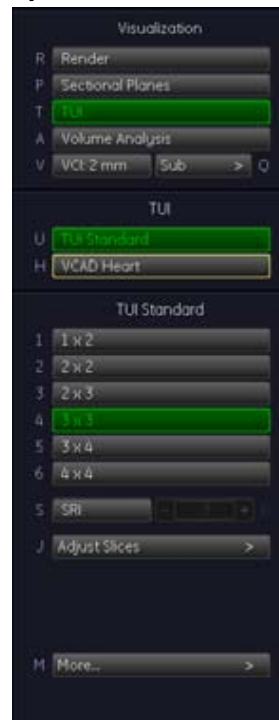 Visualization
R Render
P Sectional Planes
T TUI
A Volume Analysis
V VCI: 2 mm Sub > Q
TUI
U TUI Standard
H VCAD Heart
TUI Standard
1 1 x 2
2 2 x 2
3 2 x 3
4 3 x 3
5 3 x 4
6 4 x 4
S SRI - +
J Adjust Slices >
M More... >